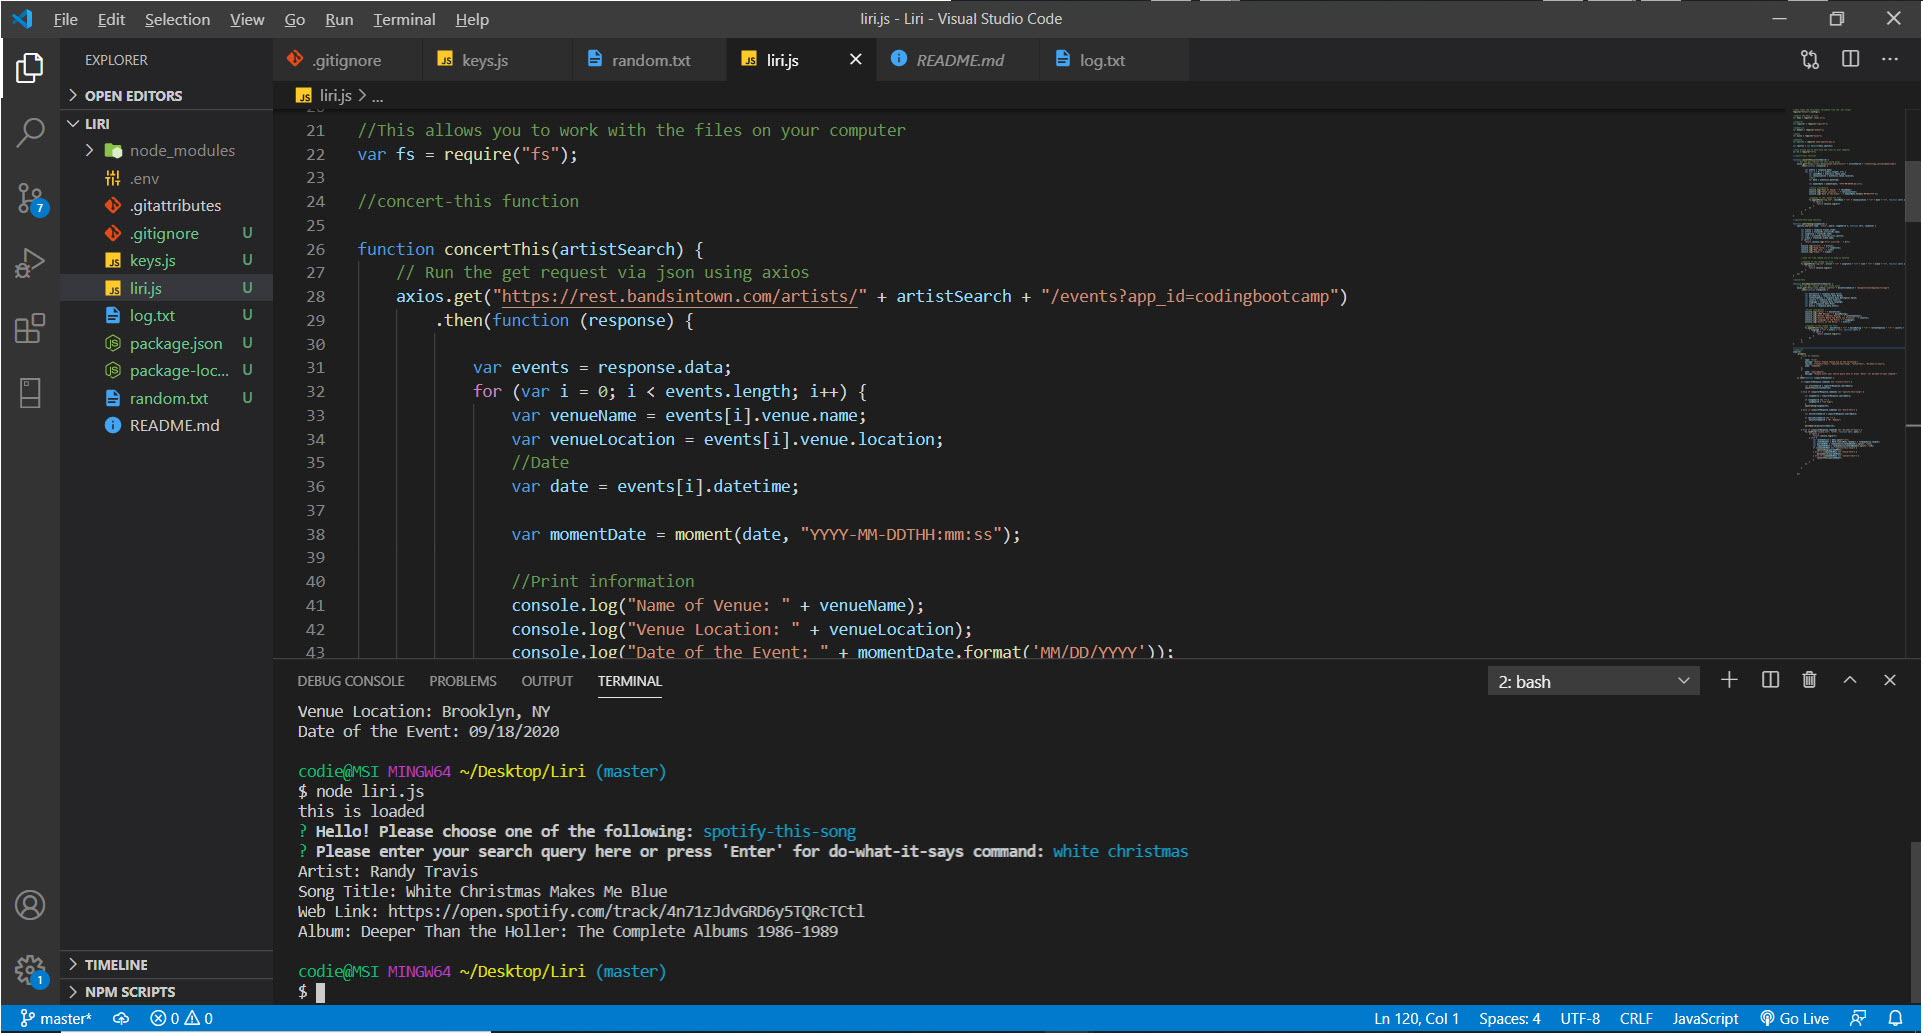 File Edit Selection View Go Run Terminal Help
liri.js - Liri - Visual Studio Code
EXPLORER
OPEN EDITORS
LIRI
node_modules
.env
.gitattributes
.gitignore U
keys.js U
liri.js U
log.txt U
package.json U
package-loc... U
random.txt U
README.md
TIMELINE
NPM SCRIPTS
7
1
.gitignore
JS keys.js
random.txt
JS liri.js
README.md
log.txt
JS liri.js > ...
21 //This allows you to work with the files on your computer
22 var fs = require("fs");
23
24 //concert-this function
25
26 function concertThis(artistSearch) {
27 // Run the get request via json using axios
28 axios.get("https://rest.bandsintown.com/artists/" + artistSearch + "/events?app_id=codingbootcamp")
29 .then(function (response) {
30
31 var events = response.data;
32 for (var i = 0; i < events.length; i++) {
33 var venueName = events[i].venue.name;
34 var venueLocation = events[i].venue.location;
35 //Date
36 var date = events[i].datetime;
37
38 var momentDate = moment(date, "YYYY-MM-DDTHH:mm:ss");
39
40 //Print information
41 console.log("Name of Venue: " + venueName);
42 console.log("Venue Location: " + venueLocation);
43 console.log("Date of the Event: " + momentDate.format('MM/DD/YYYY'));
DEBUG CONSOLE PROBLEMS OUTPUT TERMINAL
2: bash
Venue Location: Brooklyn, NY
Date of the Event: 09/18/2020
codie@MSI MINGW64 ~/Desktop/Liri (master)
$ node liri.js
this is loaded
? Hello! Please choose one of the following: spotify-this-song
? Please enter your search query here or press 'Enter' for do-what-it-says command: white christmas
Artist: Randy Travis
Song Title: White Christmas Makes Me Blue
Web Link: https://open.spotify.com/track/4n71zJdvGRD6y5TQRcTCtl
Album: Deeper Than the Holler: The Complete Albums 1986-1989
codie@MSI MINGW64 ~/Desktop/Liri (master)
$
master* 0 0
Ln 120, Col 1 Spaces: 4 UTF-8 CRLF JavaScript Go Live